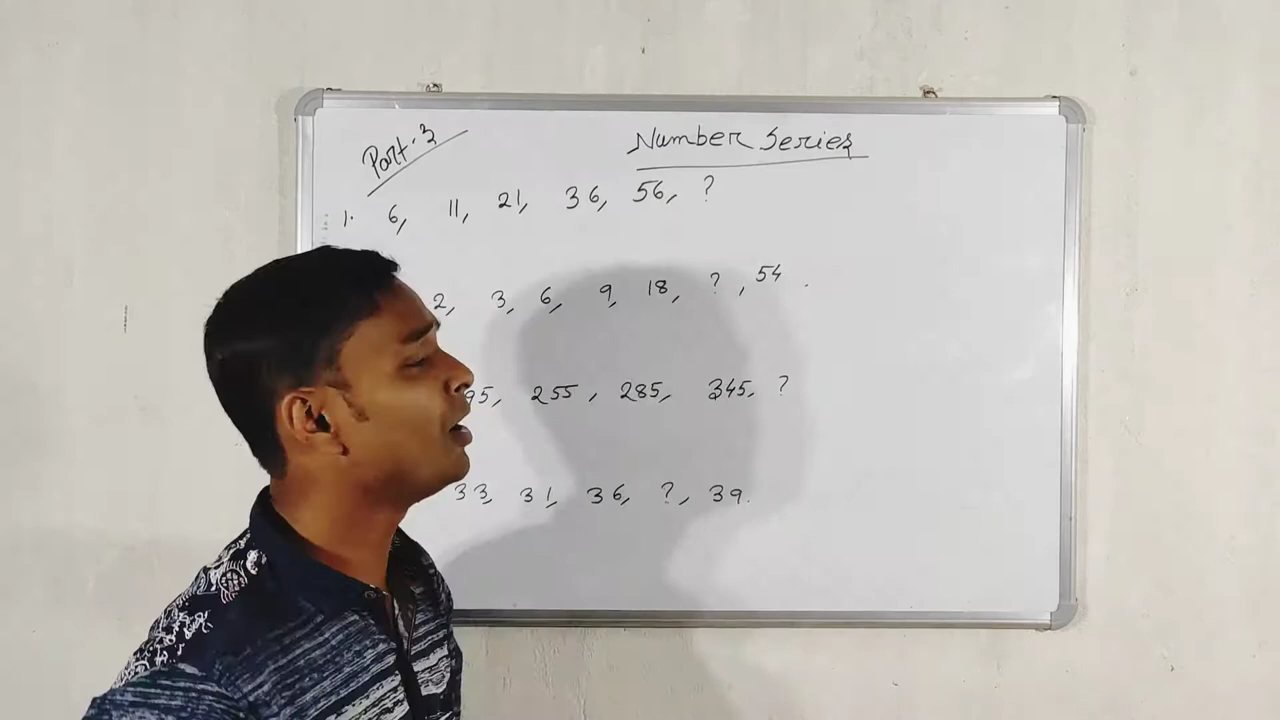 Part-3
Number Series
1. 6, 11, 21, 36, 56, ?
2, 3, 6, 9, 18, ?, 54.
95, 255, 285, 345, ?
33, 31, 36, ?, 39.